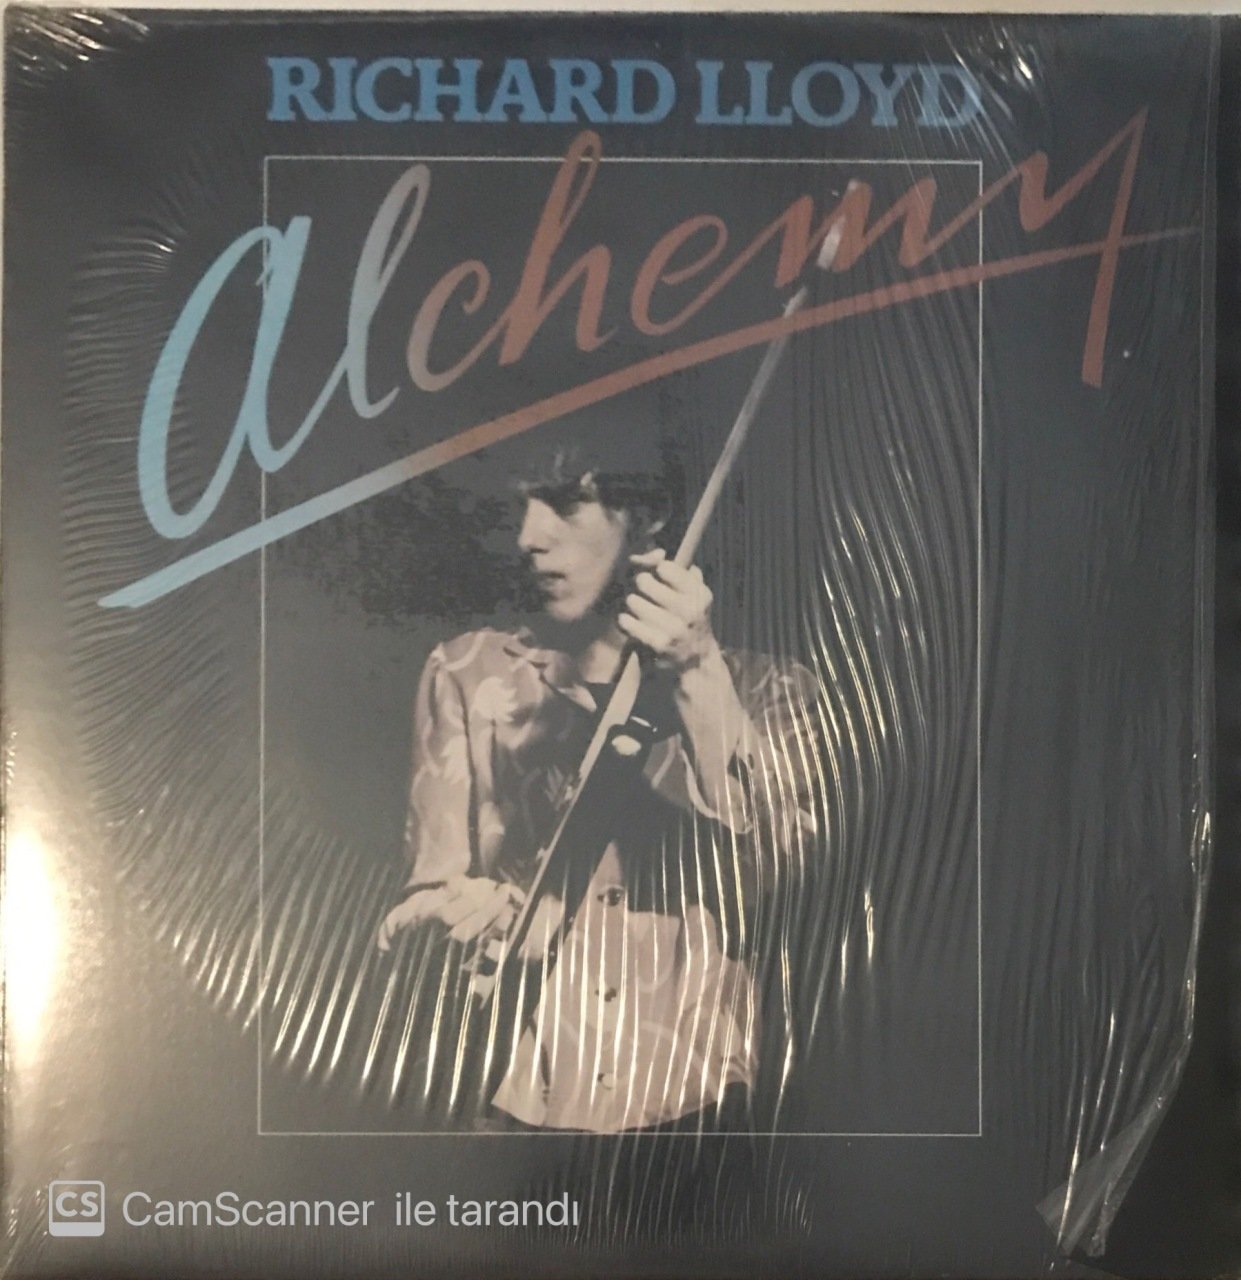 RICHARD LLOYD
Alchemy
CS CamScanner ile tarandı